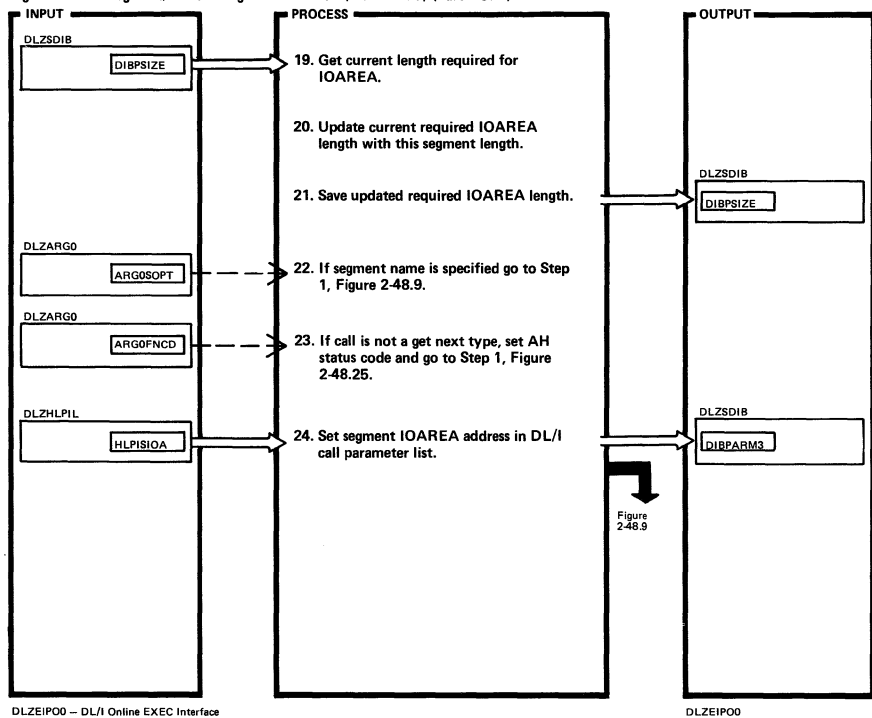 INPUT
PROCESS
OUTPUT
DLZSDIB
DIBPSIZE
19. Get current length required for
IOAREA.
20. Update current required IOAREA
length with this segment length.
21. Save updated required IOAREA length.
DLZSDIB
DIBPSIZE
DLZARG0
ARG0SOPT
22. If segment name is specified go to Step
1, Figure 2-48.9.
DLZARG0
ARG0FNCD
23. If call is not a get next type, set AH
status code and go to Step 1, Figure
2-48.25.
DLZHLPIL
HLPISIOA
24. Set segment IOAREA address in DL/I
call parameter list.
DLZSDIB
DIBPARM3
Figure
2-48.9
DLZEIPO0 – DL/I Online EXEC Interface
DLZEIPO0